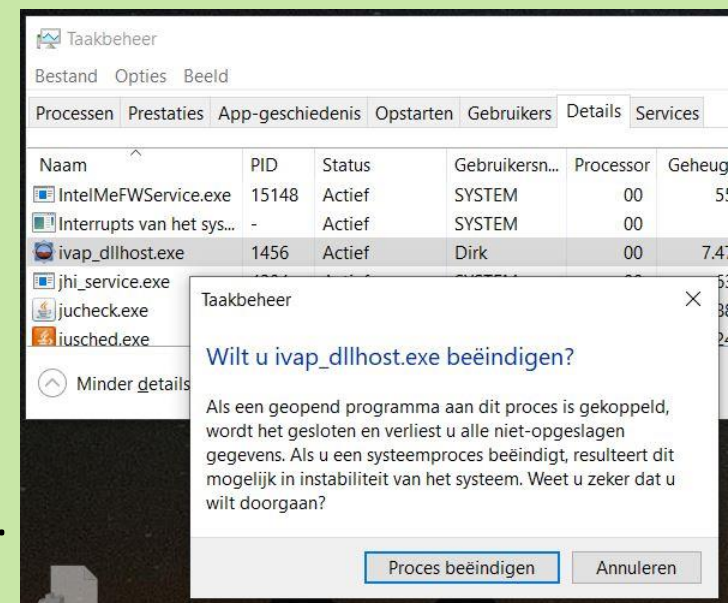 Taakbeheer
Bestand Opties Beeld
Processen Prestaties App-geschiedenis Opstarten Gebruikers Details Services
Naam PID Status Gebruikersn... Processor Geheug
IntelMeFWService.exe 15148 Actief SYSTEM 00 5
Interrupts van het sys... - Actief SYSTEM 00
ivap_dllhost.exe 1456 Actief Dirk 00 7.47
jhi_service.exe
jucheck.exe
jusched.exe
Minder details
Taakbeheer
Wilt u ivap_dllhost.exe beëindigen?
Als een geopend programma aan dit proces is gekoppeld,
wordt het gesloten en verliest u alle niet-opgeslagen
gegevens. Als u een systeemproces beëindigt, resulteert dit
mogelijk in instabiliteit van het systeem. Weet u zeker dat u
wilt doorgaan?
Proces beëindigen Annuleren